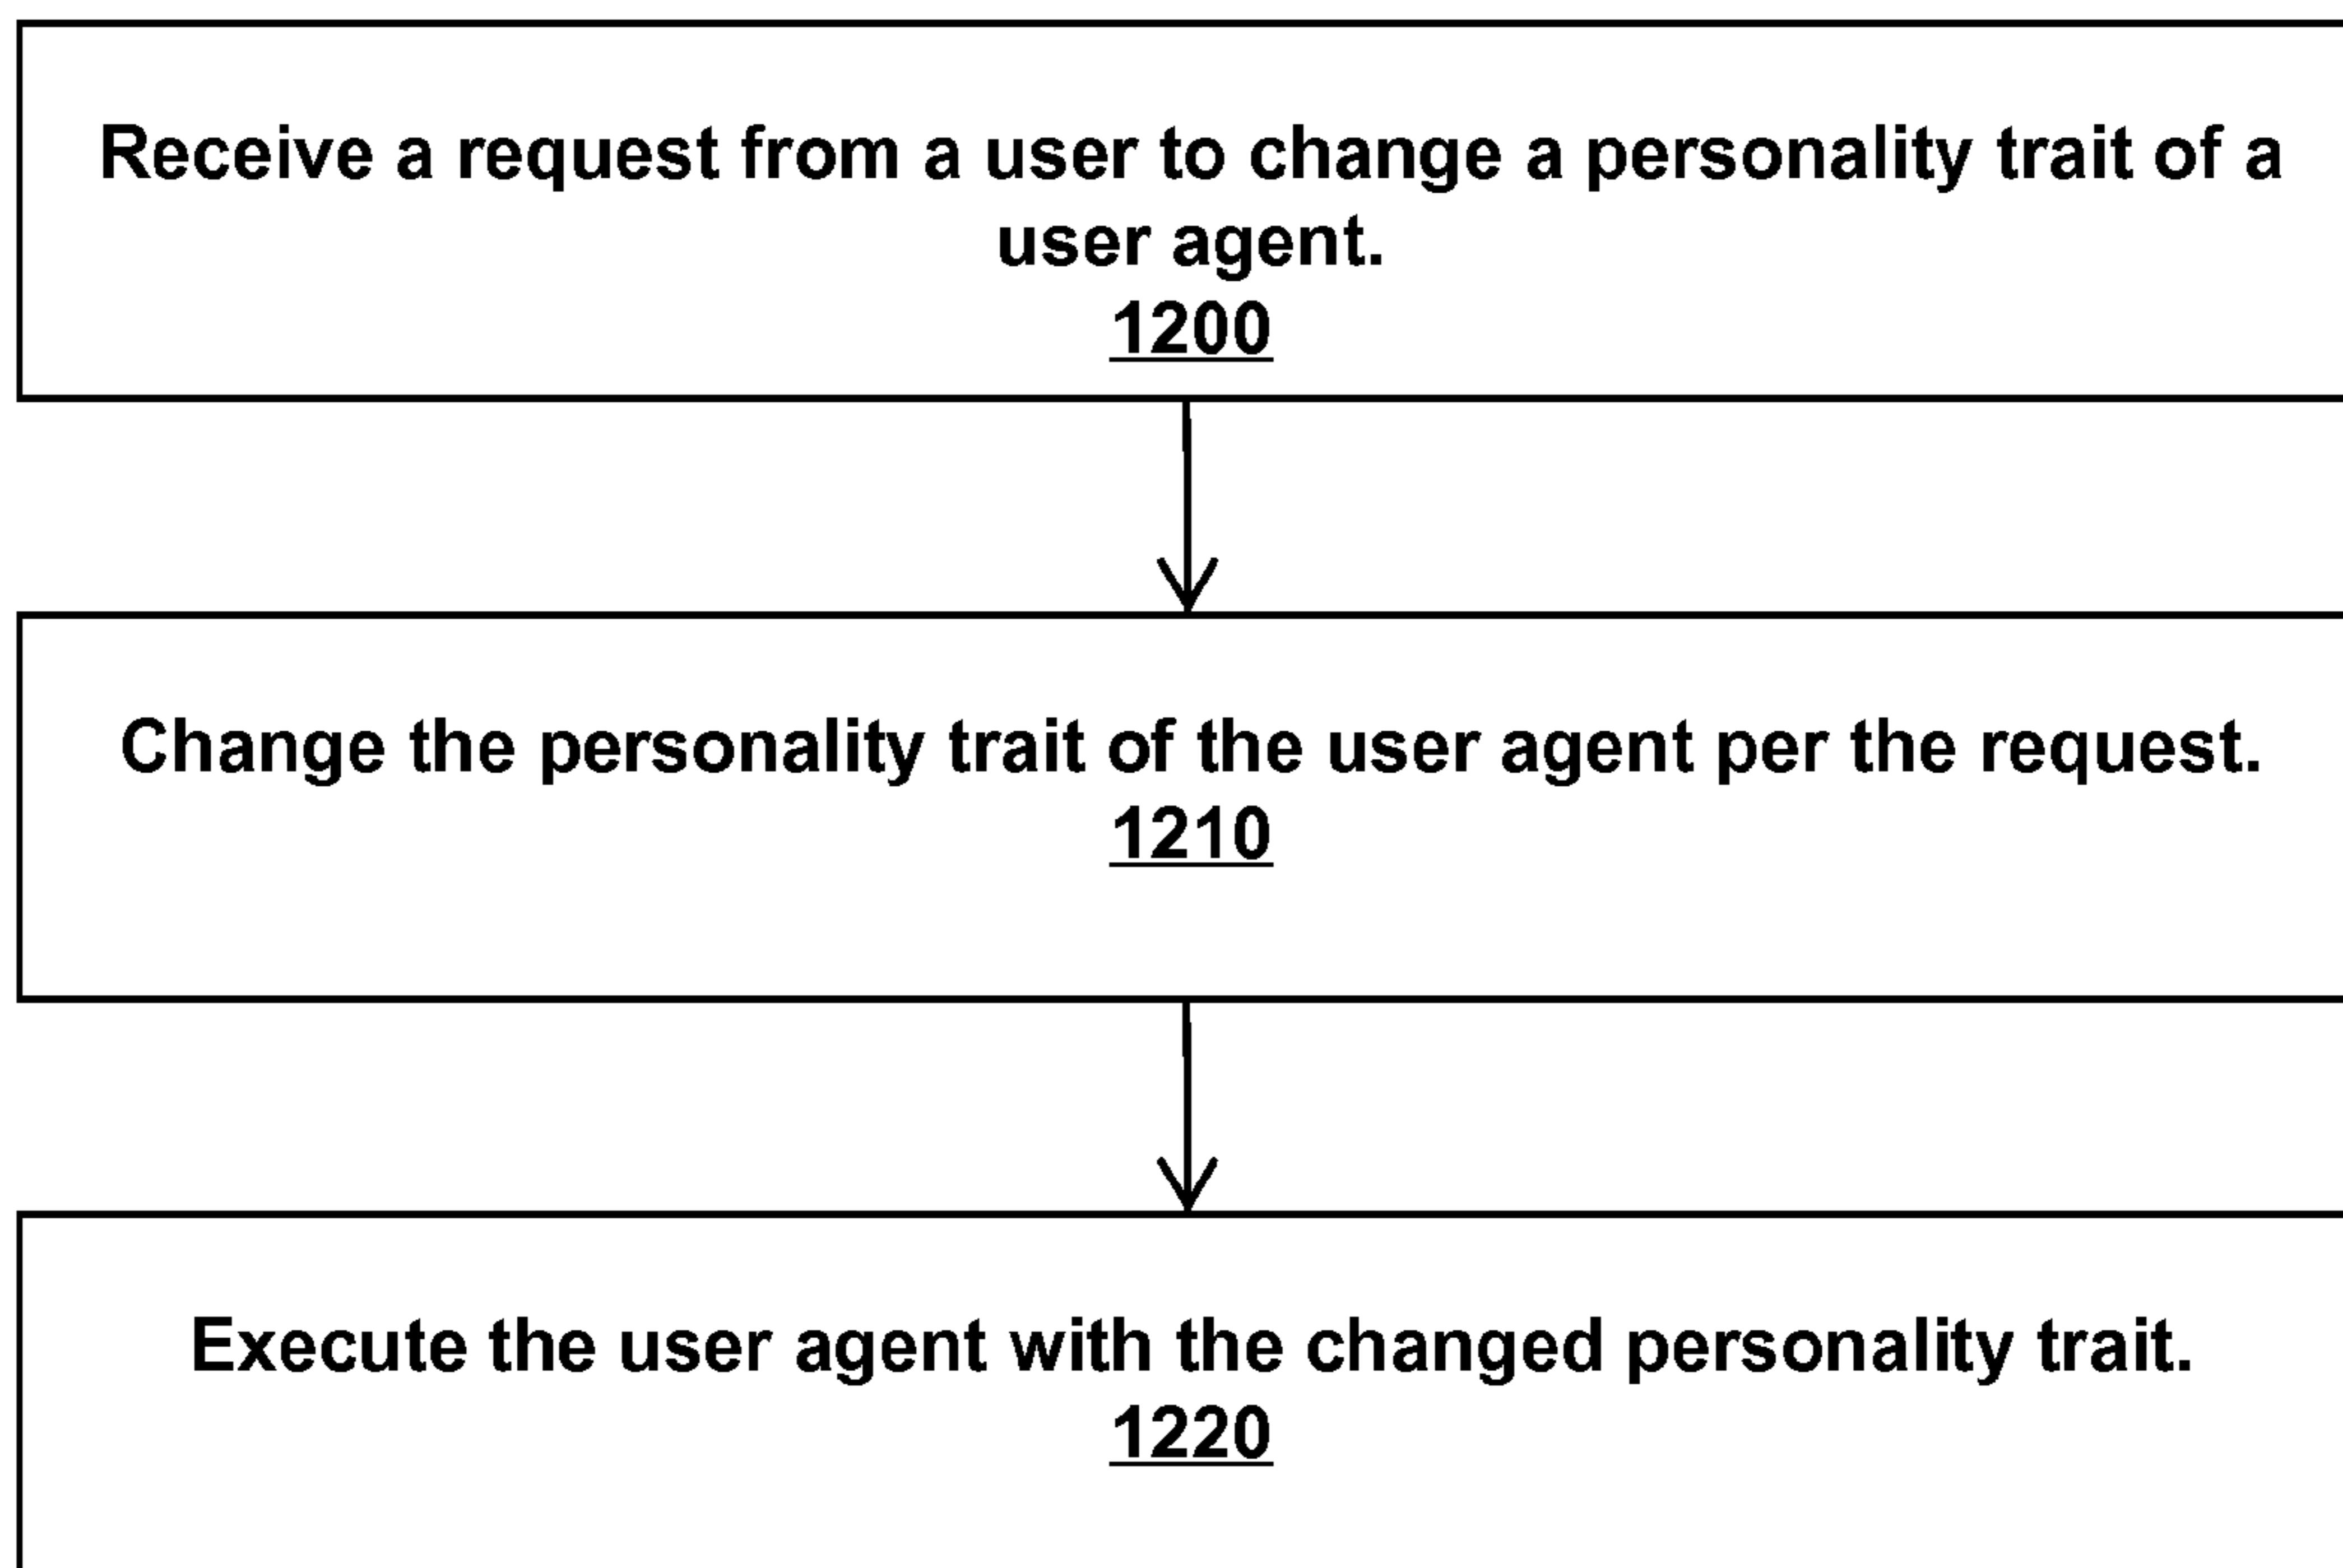 Receive a request from a user to change a personality trait of a
user agent.
1200
Change the personality trait of the user agent per the request.
1210
Execute the user agent with the changed personality trait.
1220